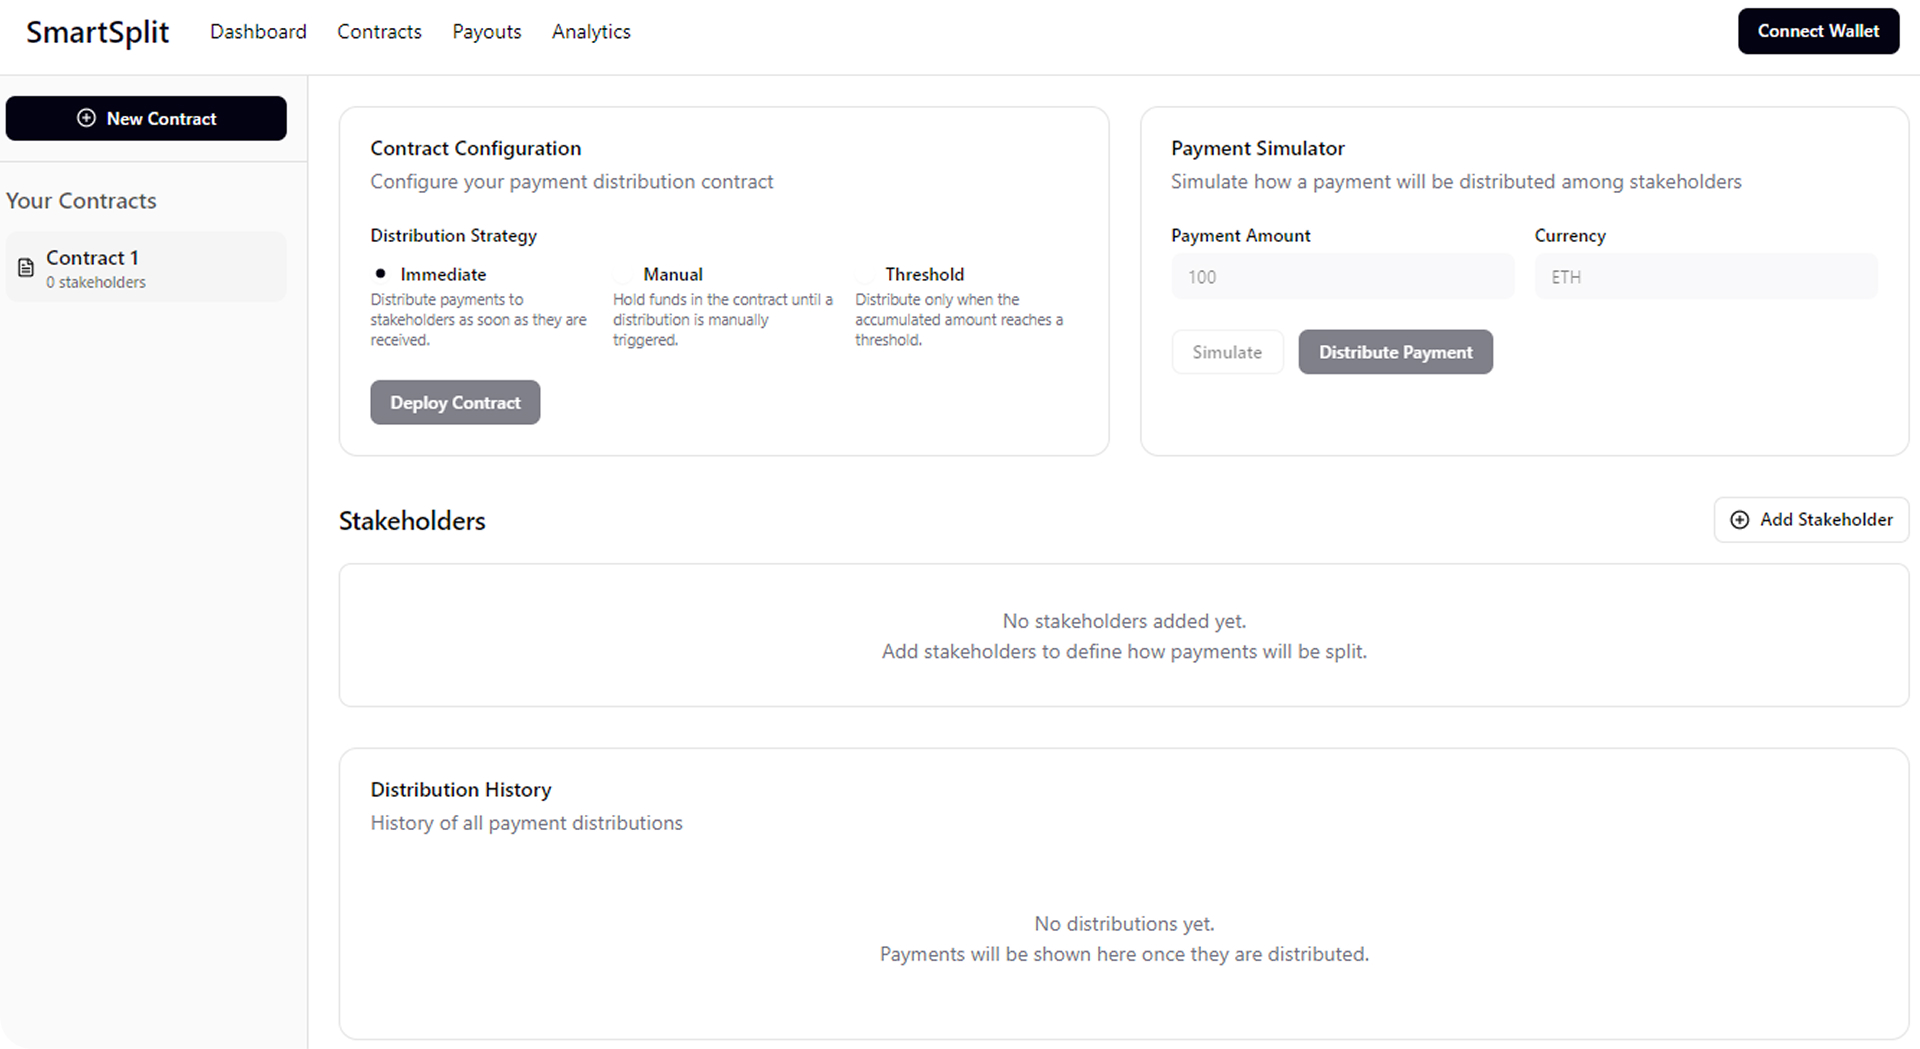 SmartSplit
Dashboard
Contracts
Payouts
Analytics
Connect Wallet
New Contract
Your Contracts
Contract 1
0 stakeholders
Contract Configuration
Configure your payment distribution contract
Distribution Strategy
Immediate
Distribute payments to
stakeholders as soon as they are
received.
Manual
Hold funds in the contract until a
distribution is manually
triggered.
Threshold
Distribute only when the
accumulated amount reaches a
threshold.
Deploy Contract
Payment Simulator
Simulate how a payment will be distributed among stakeholders
Payment Amount
100
Currency
ETH
Simulate
Distribute Payment
Stakeholders
Add Stakeholder
No stakeholders added yet.
Add stakeholders to define how payments will be split.
Distribution History
History of all payment distributions
No distributions yet.
Payments will be shown here once they are distributed.